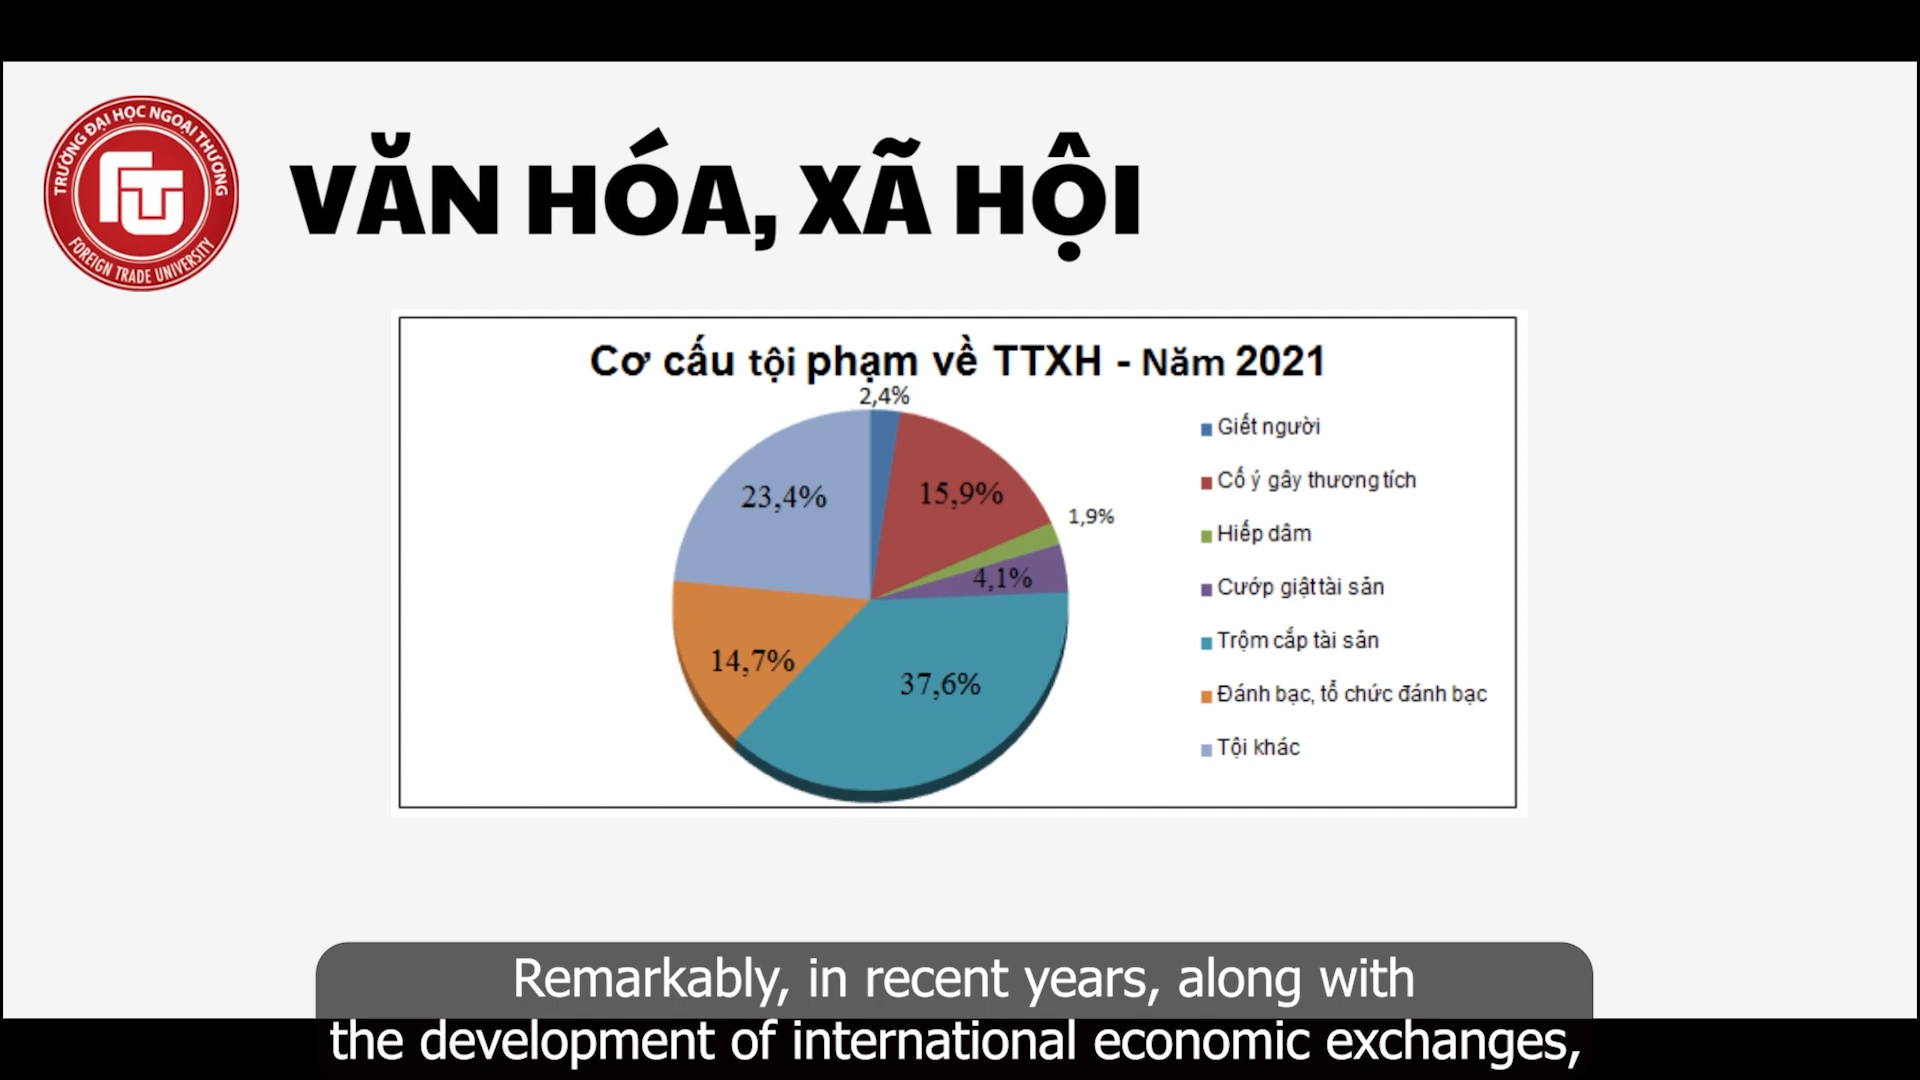 TRƯỜNG ĐẠI HỌC NGOẠI THƯƠNG
FTU
FOREIGN TRADE UNIVERSITY
VĂN HÓA, XÃ HỘI
Cơ cấu tội phạm về TTXH - Năm 2021
2,4%
15,9%
1,9%
4,1%
37,6%
14,7%
23,4%
Giết người
Cố ý gây thương tích
Hiếp dâm
Cướp giật tài sản
Trộm cắp tài sản
Đánh bạc, tổ chức đánh bạc
Tội khác
Remarkably, in recent years, along with
the development of international economic exchanges,